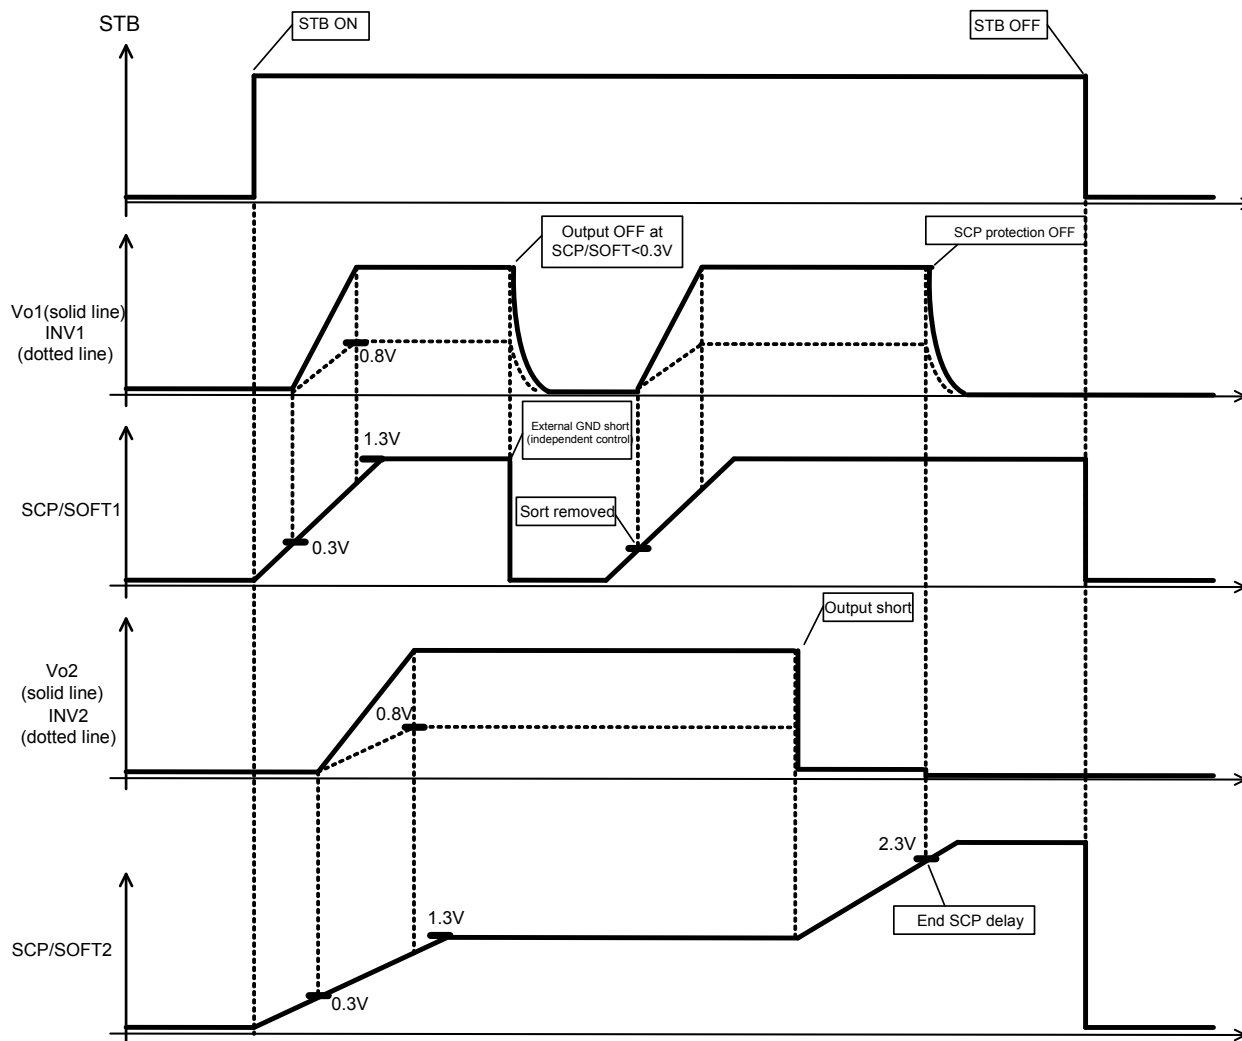 STB
STB ON
STB OFF
Output OFF at
SCP/SOFT<0.3V
SCP protection OFF
Vo1(solid line)
INV1
(dotted line)
0.8V
1.3V
External GND short
(independent control)
SCP/SOFT1
Sort removed
0.3V
Output short
Vo2
(solid line)
INV2
(dotted line)
0.8V
2.3V
1.3V
End SCP delay
SCP/SOFT2
0.3V